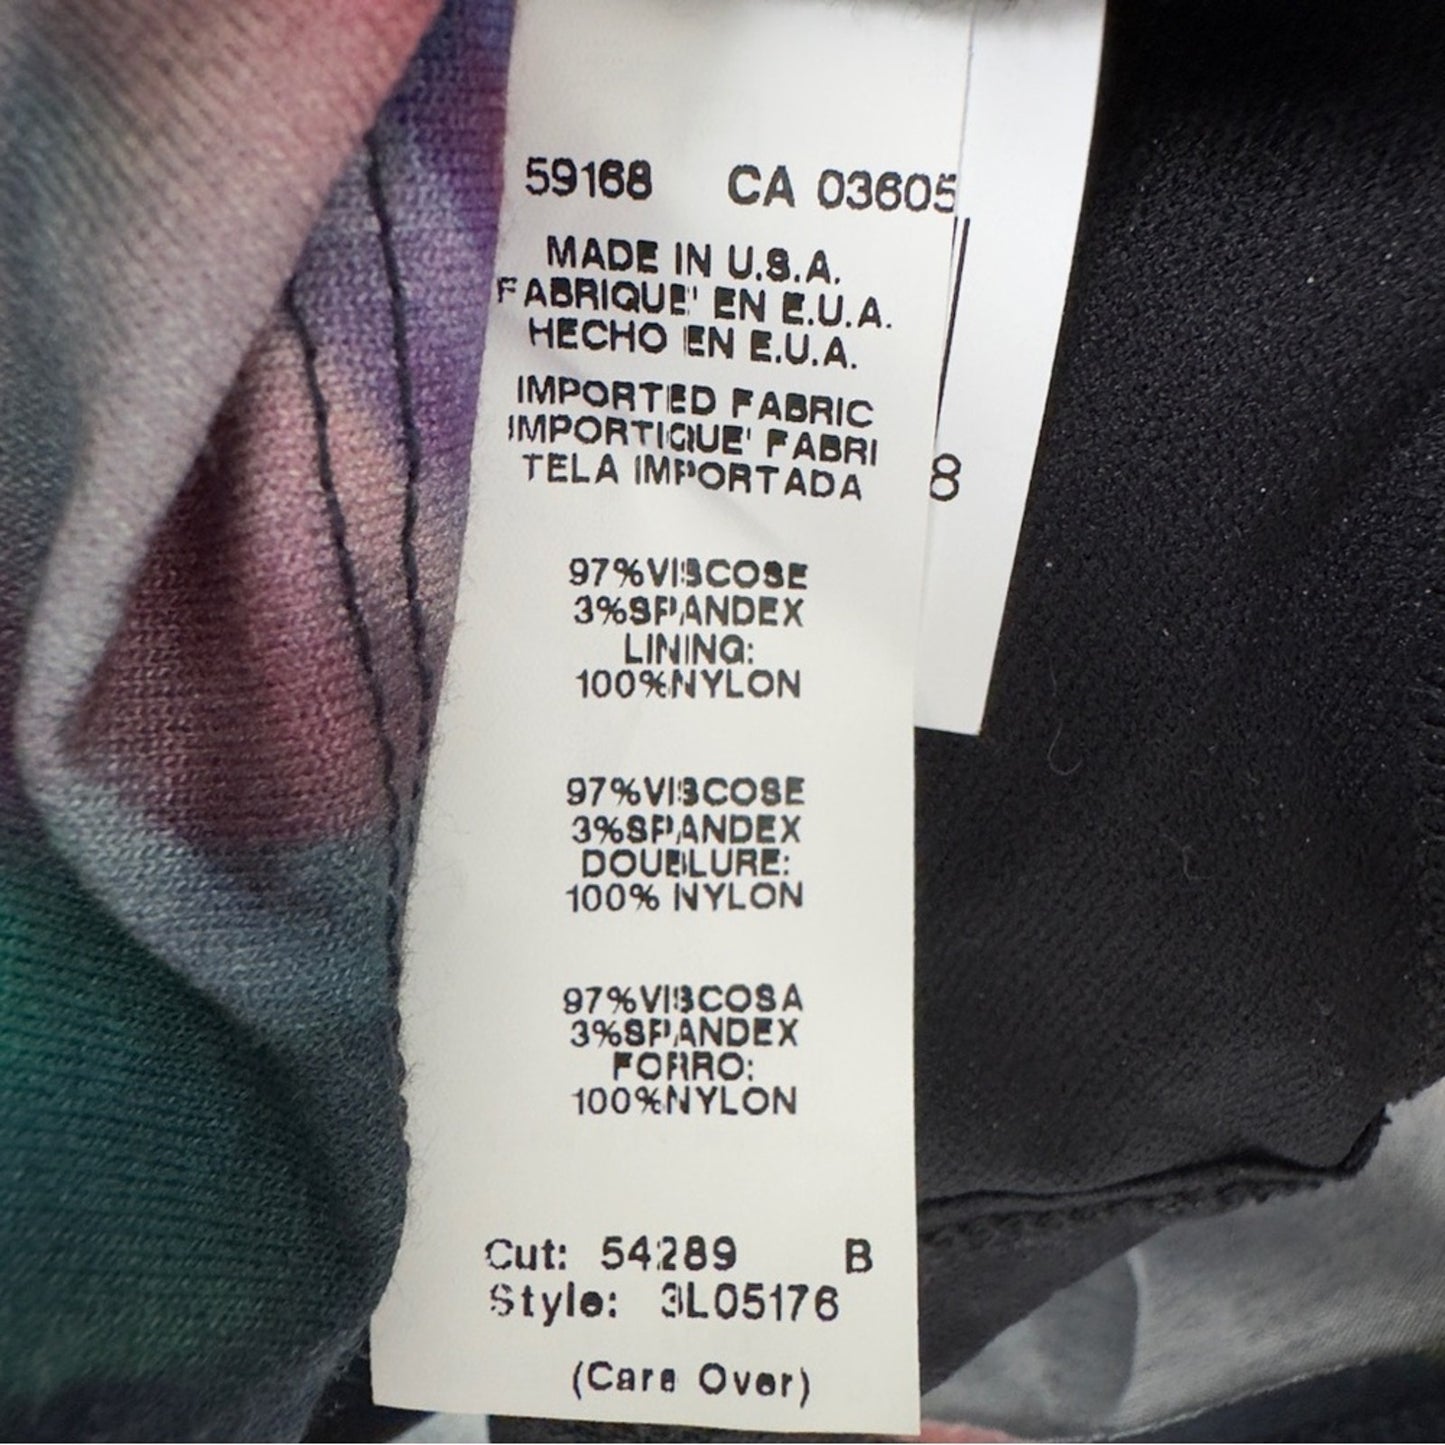 59168 CA 03605
MADE IN U.S.A.
FABRIQUE' EN E.U.A.
HECHO EN E.U.A.
IMPORTED FABRIC
IMPORTIQUE' FABRI
TELA IMPORTADA
8
97%VISCOSE
3%SPANDEX
LINING:
100%NYLON
97%VISCOSE
3%SPANDEX
DOUBLURE:
100% NYLON
97%VISCOSA
3%SPANDEX
FORRO:
100%NYLON
Cut: 54289 B
Style: 3L05176
(Care Over)